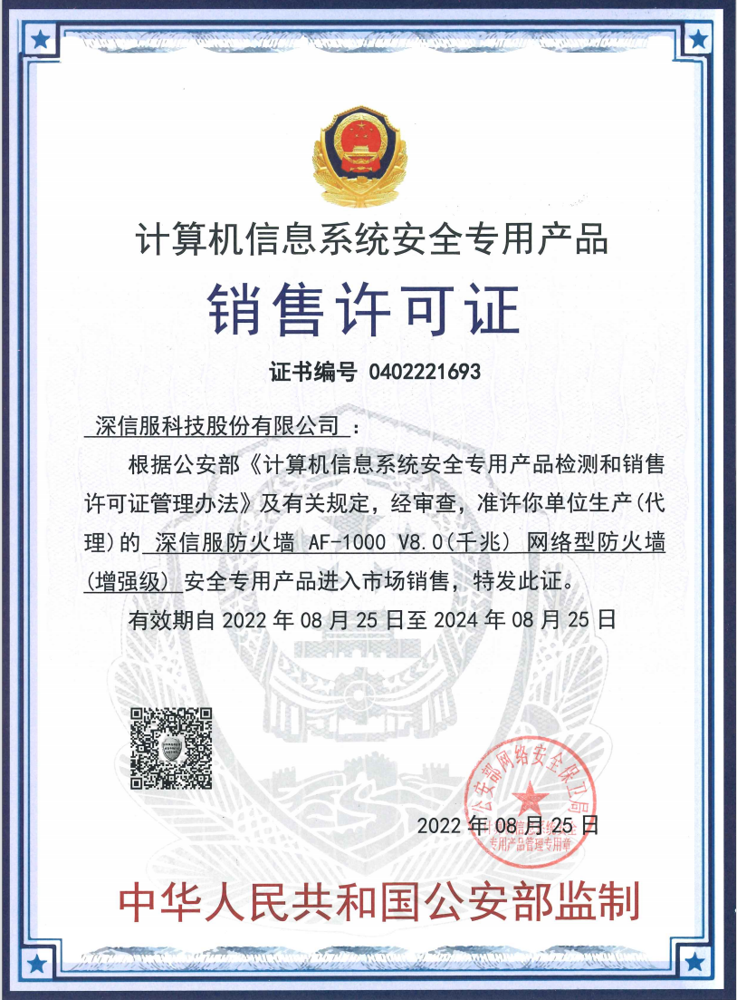 计算机信息系统安全专用产品
销售许可证
证书编号 0402221693
深信服科技股份有限公司 :
根据公安部《计算机信息系统安全专用产品检测和销售
许可证管理办法》及有关规定，经审查，准许你单位生产(代
理)的 深信服防火墙 AF-1000 V8.0(千兆) 网络型防火墙
(增强级) 安全专用产品进入市场销售，特发此证。
有效期自 2022 年 08 月 25 日至 2024 年 08 月 25 日
公安部网络安全保卫局
2022 年 08 月 25 日
计算机信息系统安全
专用产品管理专用章
中华人民共和国公安部监制